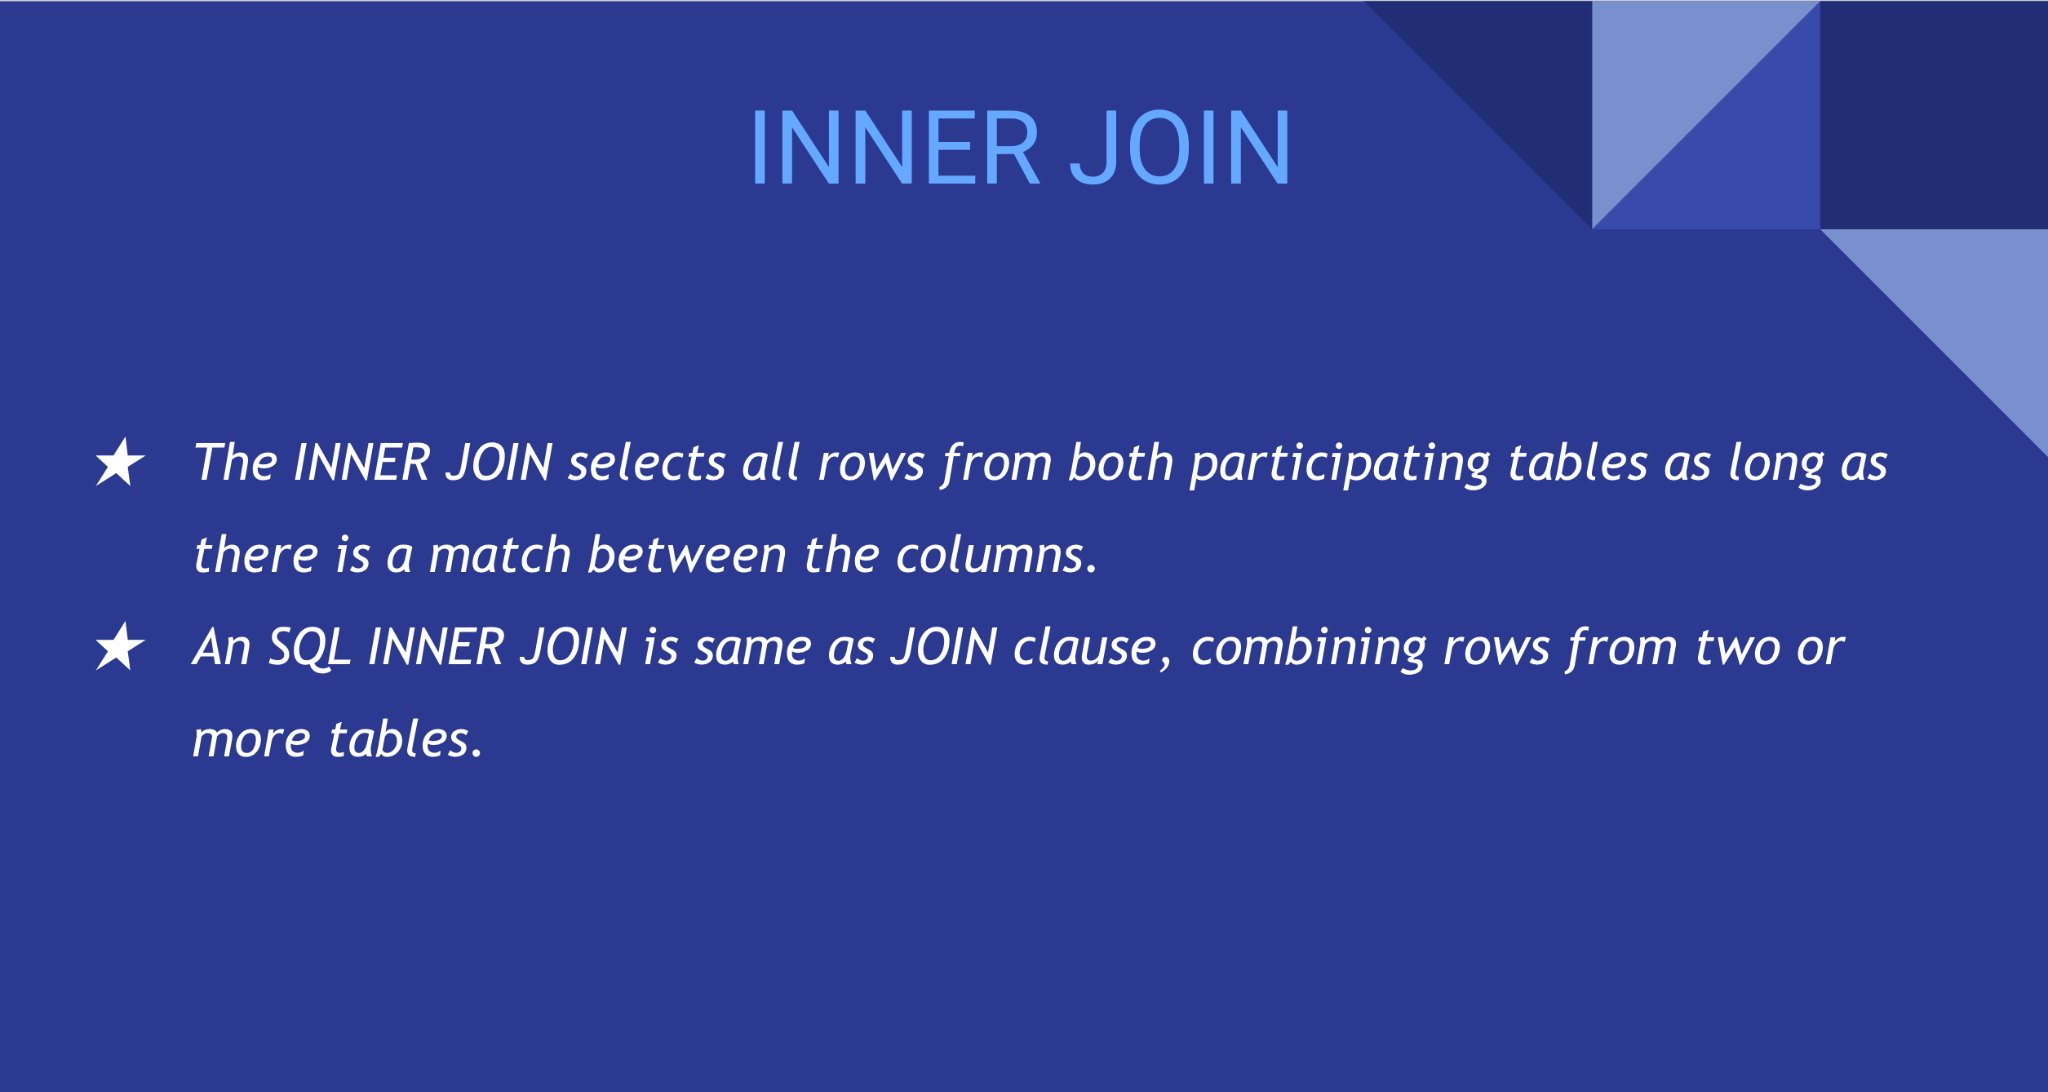 INNER JOIN
★ The INNER JOIN selects all rows from both participating tables as long as
there is a match between the columns.
★ An SQL INNER JOIN is same as JOIN clause, combining rows from two or
more tables.